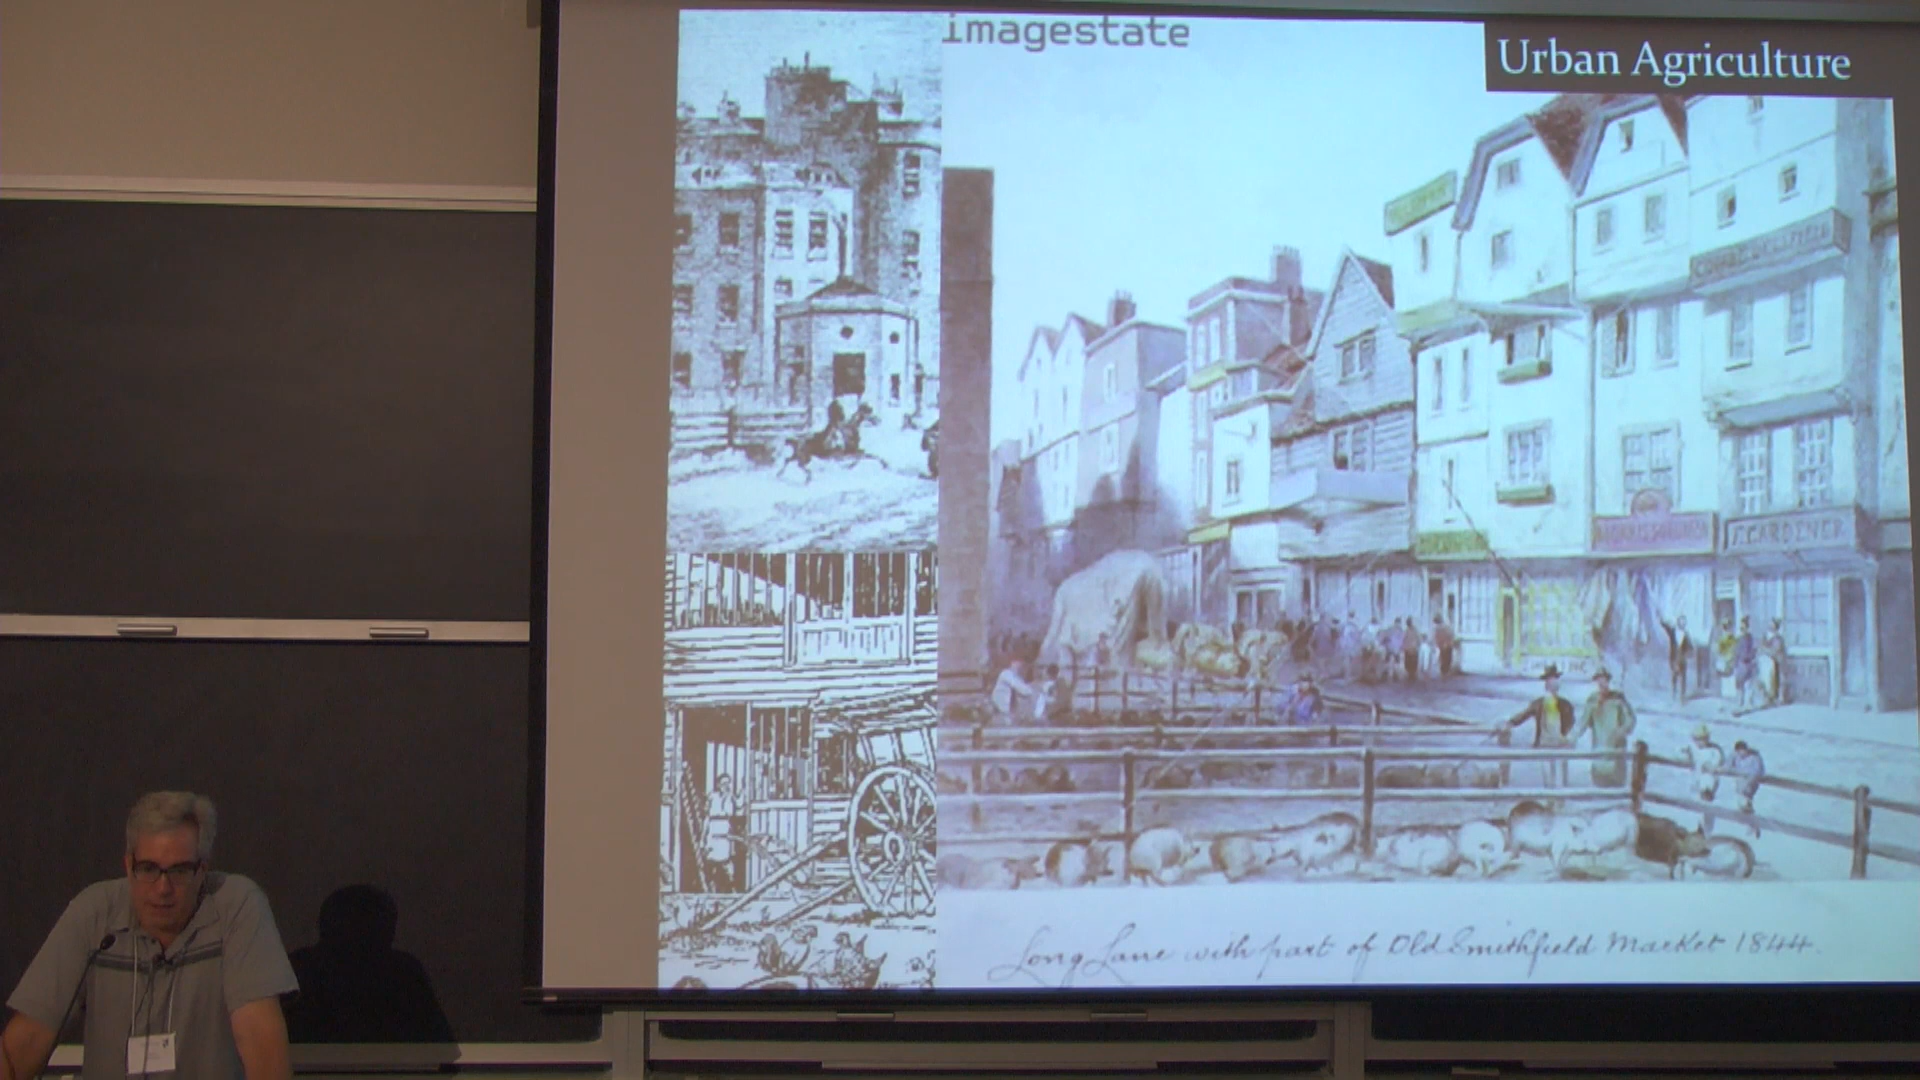 imagestate
Urban Agriculture
GARDENER
Long Lane with part of Old Smithfield Market 1844.